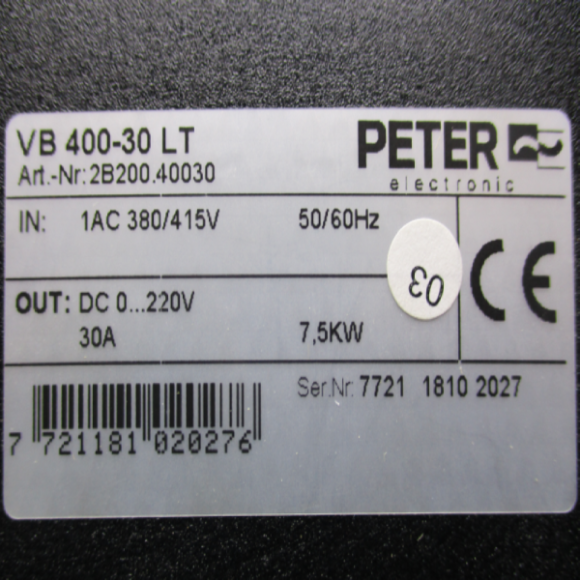 VB 400-30 LT
PETER
electronic
Art.-Nr: 2B200.40030
IN: 1AC 380/415V 50/60Hz
03
CE
OUT: DC 0...220V
30A 7,5KW
Ser.Nr: 7721 1810 2027
7 721181 020276